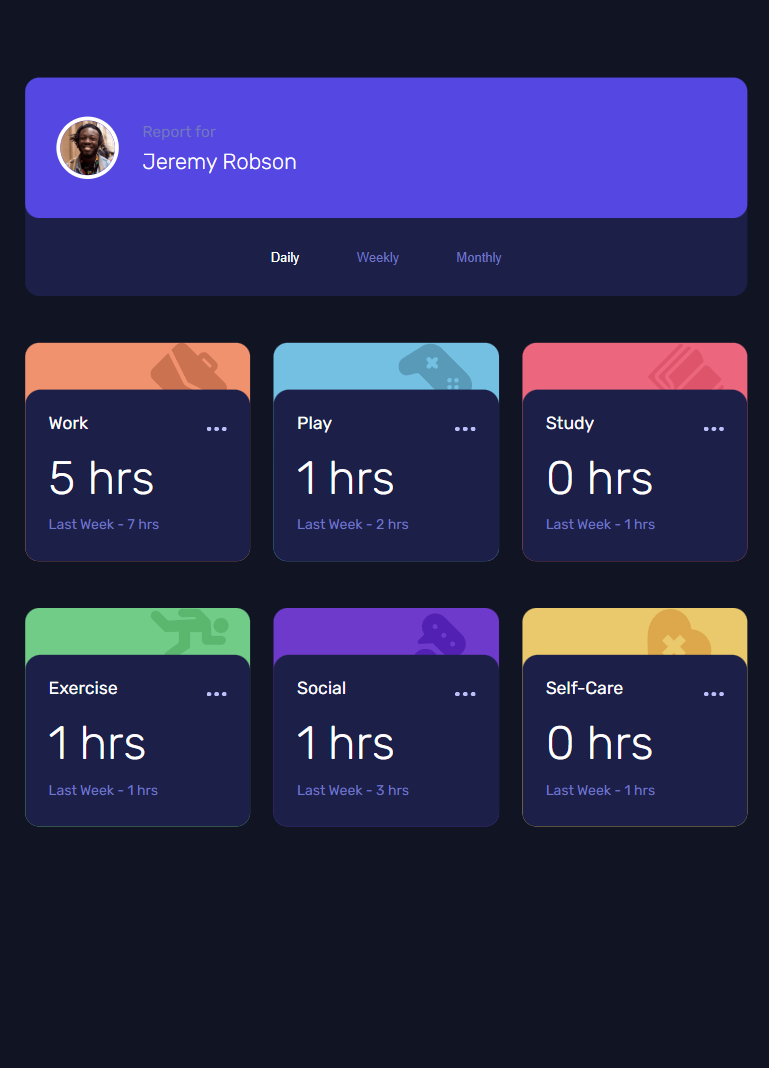 Report for
Jeremy Robson
Daily Weekly Monthly
Work
5 hrs
Last Week - 7 hrs
Play
1 hrs
Last Week - 2 hrs
Study
0 hrs
Last Week - 1 hrs
Exercise
1 hrs
Last Week - 1 hrs
Social
1 hrs
Last Week - 3 hrs
Self-Care
0 hrs
Last Week - 1 hrs